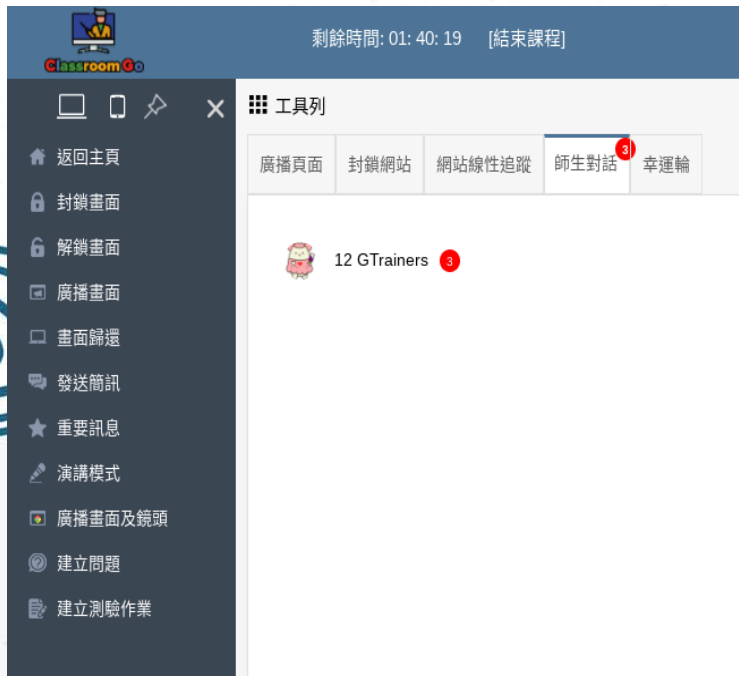 Classroom Go
剩餘時間: 01: 40: 19 [結束課程]
工具列
廣播頁面 封鎖網站 網站線性追蹤 師生對話 3 幸運輪
12 GTrainers 3
返回主頁
封鎖畫面
解鎖畫面
廣播畫面
畫面歸還
發送簡訊
重要訊息
演講模式
廣播畫面及鏡頭
建立問題
建立測驗作業